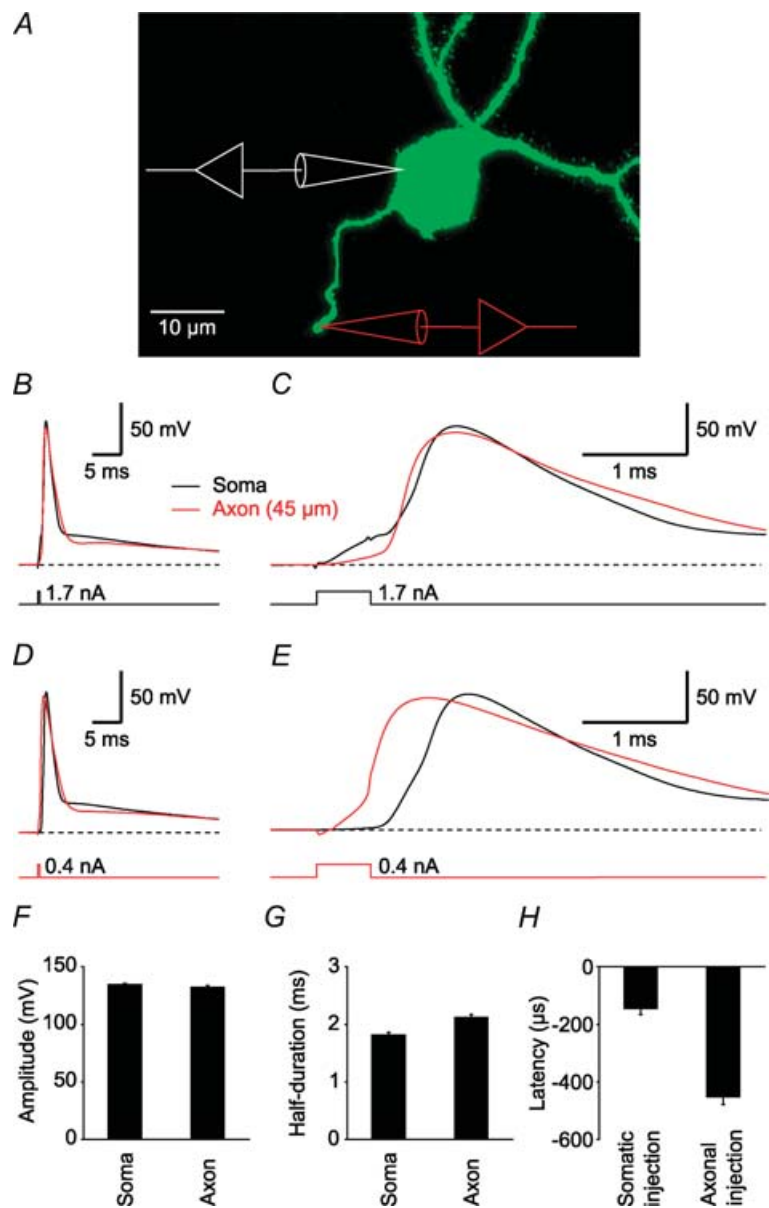 A
10 µm
B
50 mV
5 ms
C
50 mV
1 ms
Soma
Axon (45 µm)
1.7 nA
1.7 nA
D
50 mV
5 ms
E
50 mV
1 ms
0.4 nA
0.4 nA
F
Amplitude (mV)
150
100
50
0
Soma
Axon
G
Half-duration (ms)
3
2
1
0
Soma
Axon
H
Latency (µs)
0
-200
-400
-600
Somatic
injection
Axonal
injection